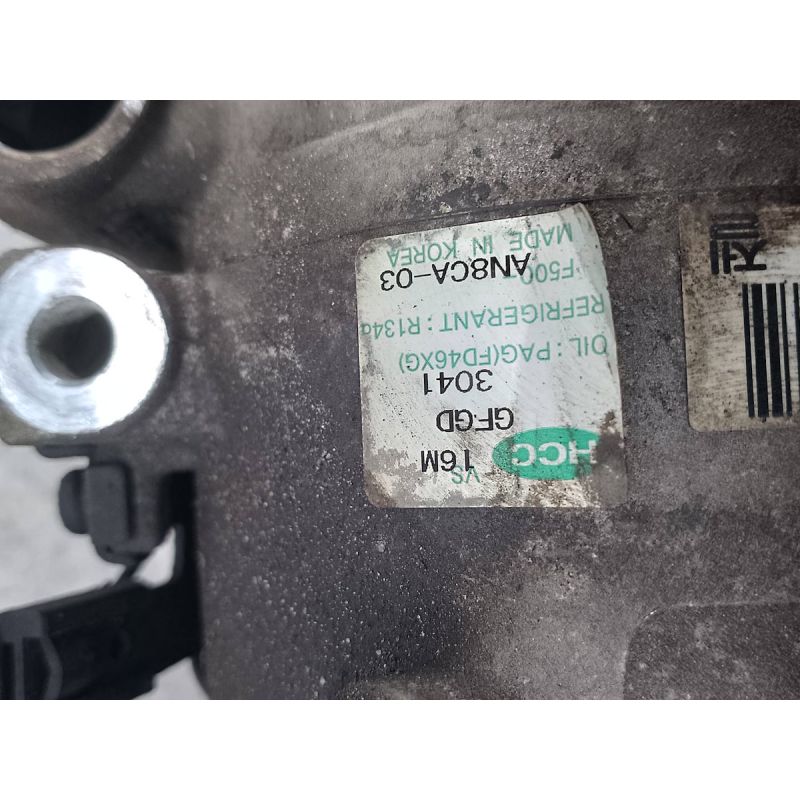 HCC VS 16M
GFGD
3041
OIL : PAG(FD46XG)
REFRIGERANT : R134a
F500-AN8CA-03
MADE IN KOREA